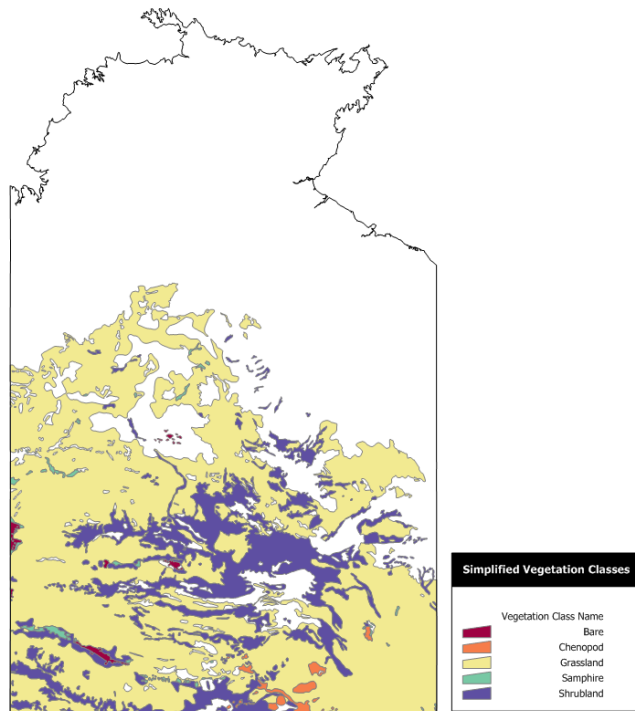 Simplified Vegetation Classes
Vegetation Class Name
Bare
Chenopod
Grassland
Samphire
Shrubland